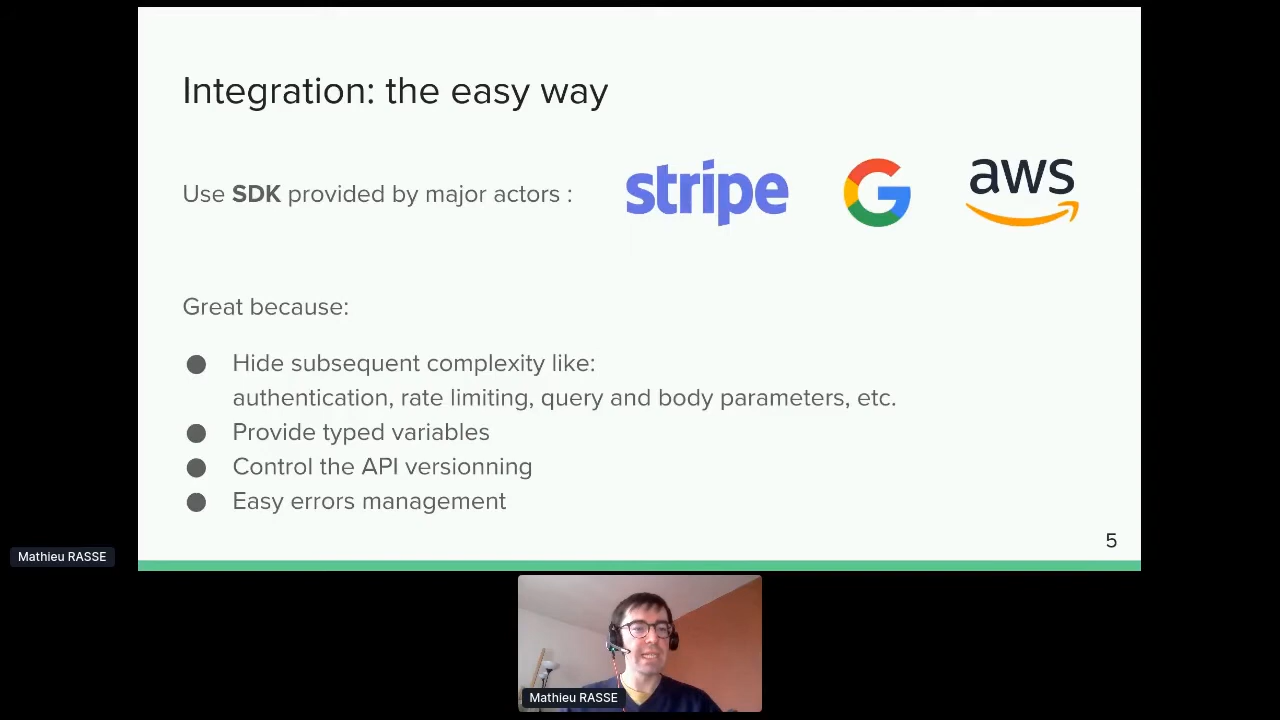 Integration: the easy way
Use SDK provided by major actors :
stripe
G
aws
Great because:
● Hide subsequent complexity like:
authentication, rate limiting, query and body parameters, etc.
● Provide typed variables
● Control the API versionning
● Easy errors management
5
Mathieu RASSE
Mathieu RASSE